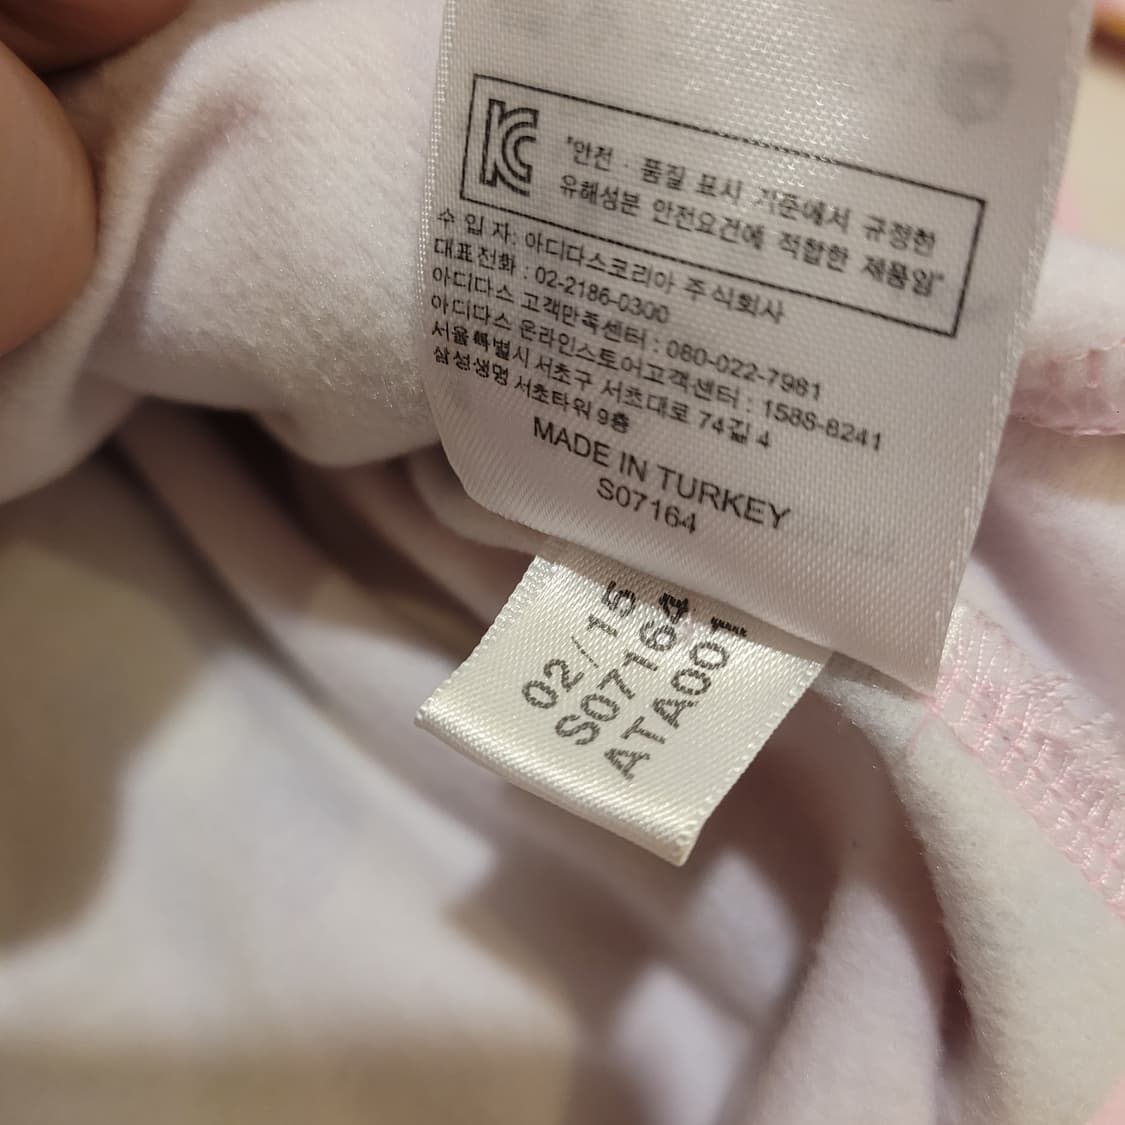 KC
"안전 · 품질 표시 기준에서 규정한
유해성분 안전요건에 적합한 제품임"
수 입 자: 아디다스코리아 주식회사
대표전화 : 02-2186-0300
아디다스 고객만족센터 : 080-022-7981
아디다스 온라인스토어고객센터 : 1588-8241
서울특별시 서초구 서초대로 74길 4
삼성생명 서초타워 9층
MADE IN TURKEY
S07164
02/15
S07164
ATA001